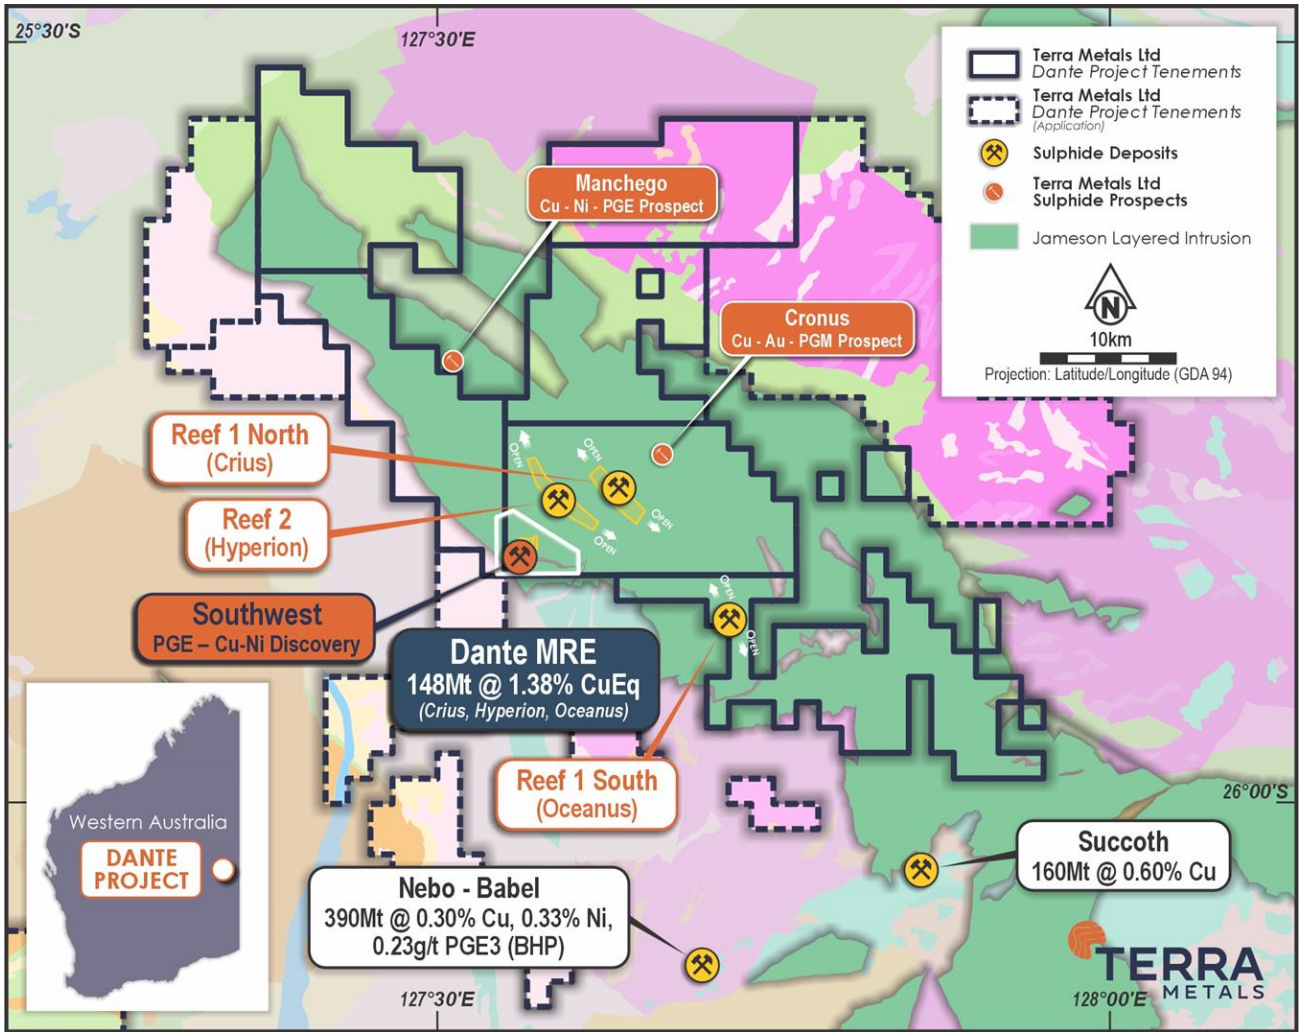 25°30'S
127°30'E
Terra Metals Ltd
Dante Project Tenements
Terra Metals Ltd
Dante Project Tenements
(Application)
Sulphide Deposits
Terra Metals Ltd
Sulphide Prospects
Jameson Layered Intrusion
N
10km
Projection: Latitude/Longitude (GDA 94)
Manchego
Cu - Ni - PGE Prospect
Cronus
Cu - Au - PGM Prospect
Reef 1 North
(Crius)
OPEN
OPEN
Reef 2
(Hyperion)
OPEN
OPEN
Southwest
PGE – Cu-Ni Discovery
OPEN
OPEN
Dante MRE
148Mt @ 1.38% CuEq
(Crius, Hyperion, Oceanus)
Reef 1 South
(Oceanus)
26°00'S
Western Australia
DANTE
PROJECT
Succoth
160Mt @ 0.60% Cu
Nebo - Babel
390Mt @ 0.30% Cu, 0.33% Ni,
0.23g/t PGE3 (BHP)
TERRA
METALS
127°30'E
128°00'E